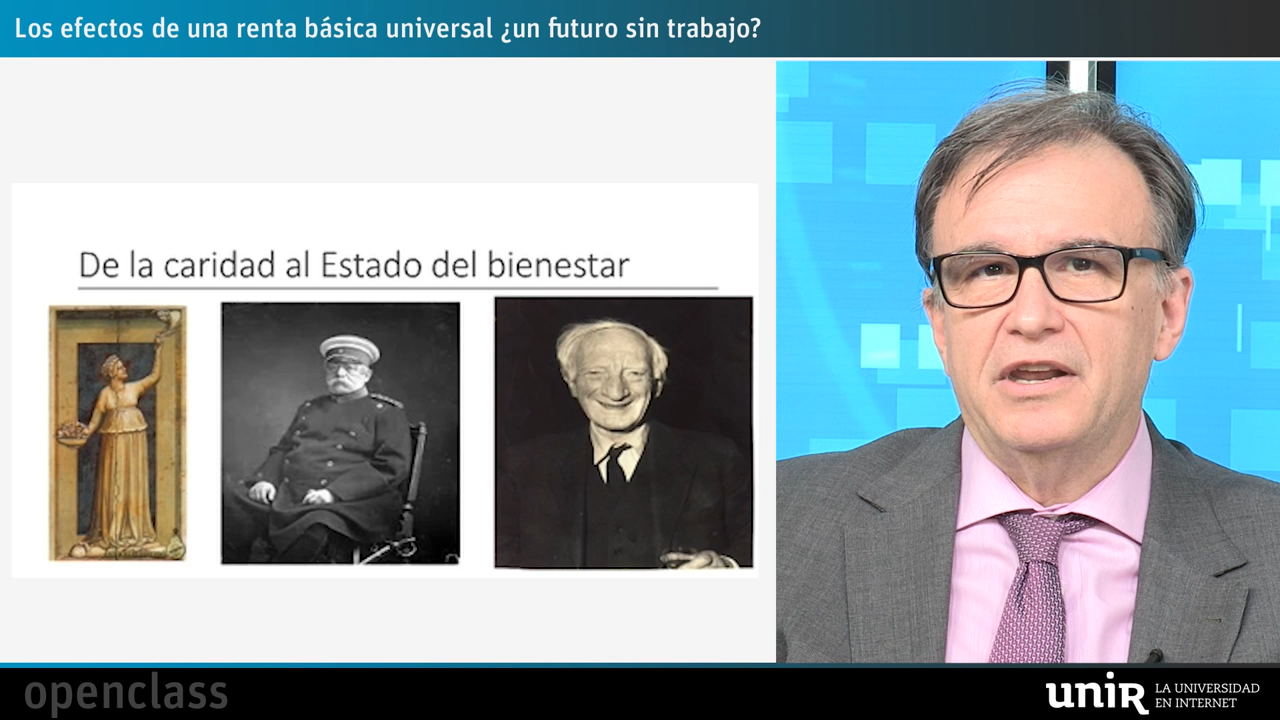 Los efectos de una renta básica universal ¿un futuro sin trabajo?
De la caridad al Estado del bienestar
openclass
unir
LA UNIVERSIDAD
EN INTERNET